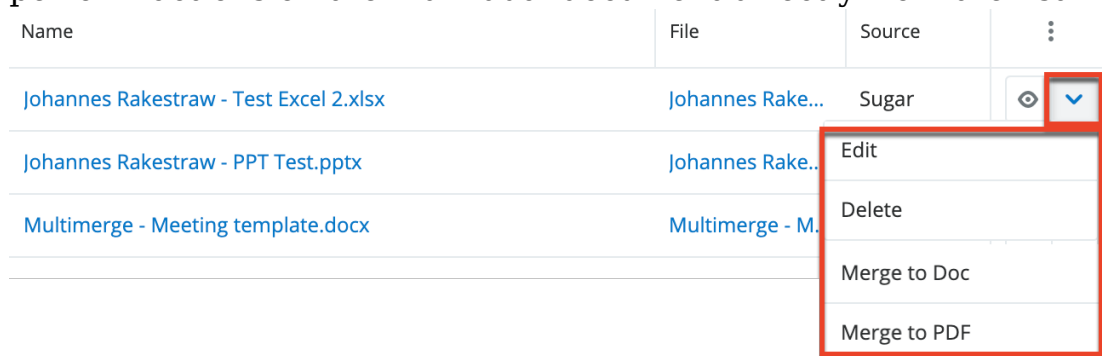 Name File Source
Johannes Rakestraw - Test Excel 2.xlsx Johannes Rake... Sugar
Edit
Johannes Rakestraw - PPT Test.pptx Johannes Rake..
Delete
Multimerge - Meeting template.docx Multimerge - M.
Merge to Doc
Merge to PDF